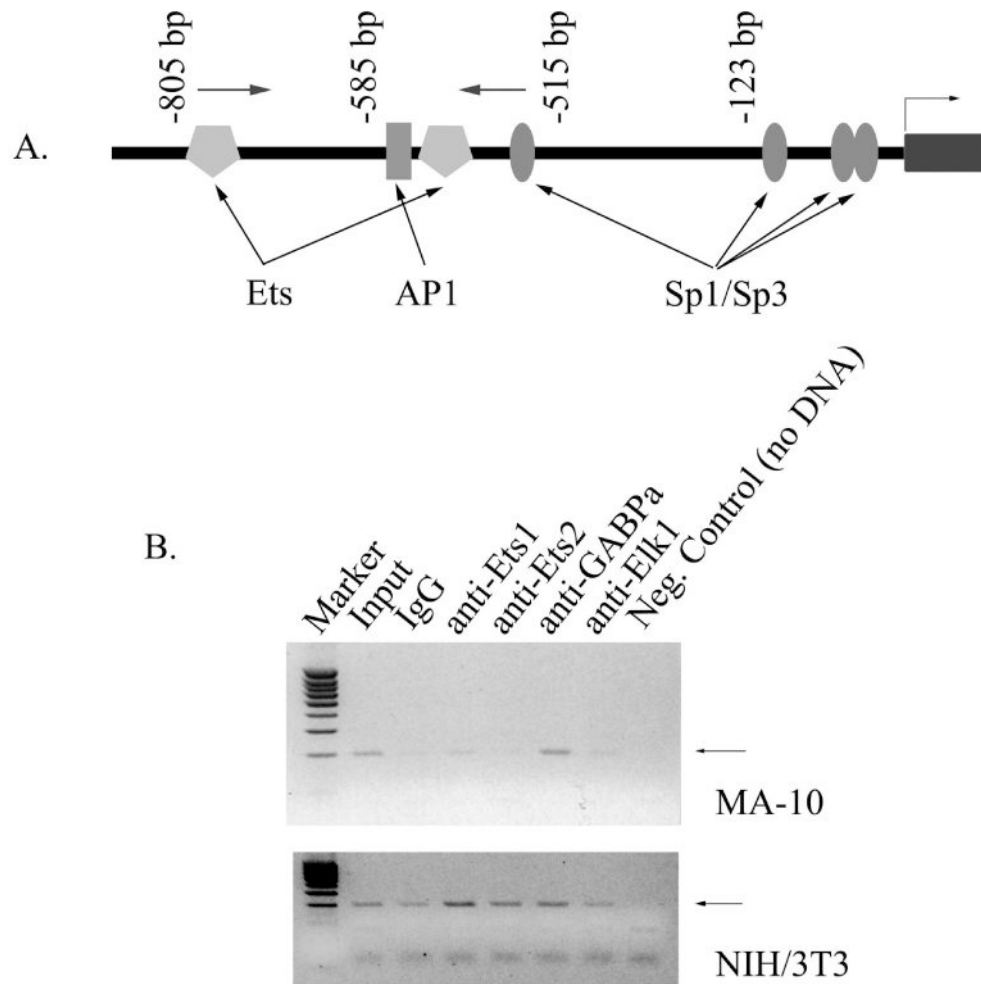 -805 bp
-585 bp
-515 bp
-123 bp
A.
Ets
AP1
Sp1/Sp3
B.
Marker
Input
IgG
anti-Ets1
anti-Ets2
anti-GABPa
anti-Elk1
Neg. Control (no DNA)
MA-10
NIH/3T3